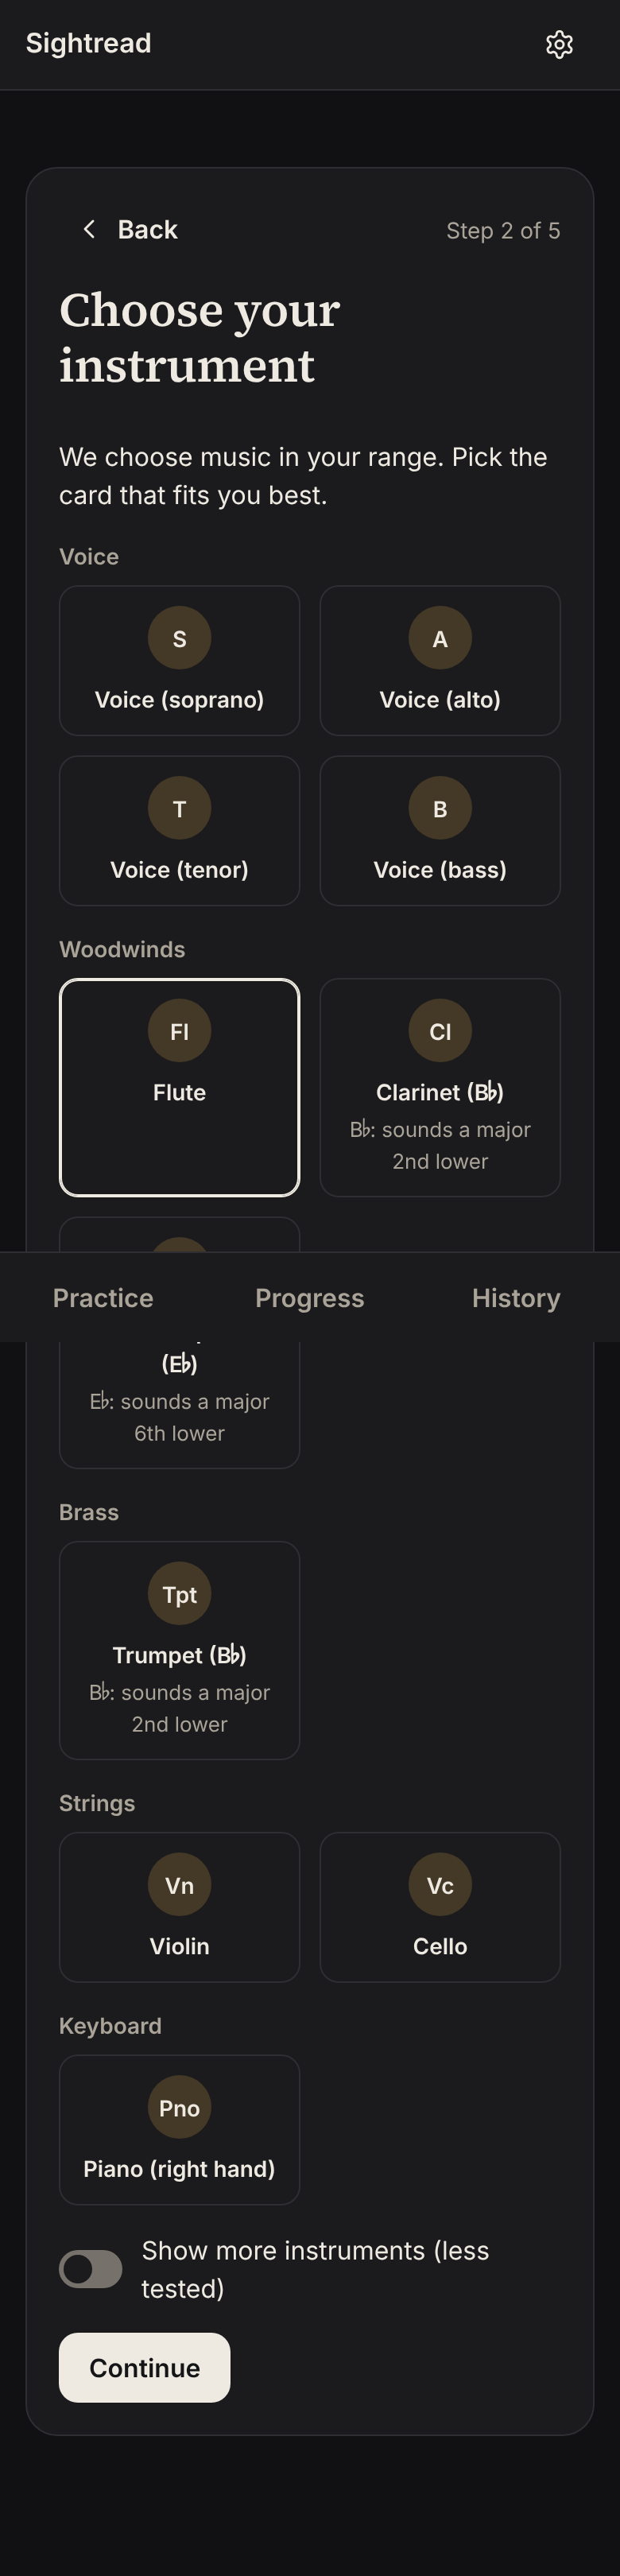 Sightread
Back
Step 2 of 5
Choose your
instrument
We choose music in your range. Pick the
card that fits you best.
Voice
S
Voice (soprano)
A
Voice (alto)
T
Voice (tenor)
B
Voice (bass)
Woodwinds
Fl
Flute
Cl
Clarinet (B♭)
B♭: sounds a major
2nd lower
Practice
Progress
History
(E♭)
E♭: sounds a major
6th lower
Brass
Tpt
Trumpet (B♭)
B♭: sounds a major
2nd lower
Strings
Vn
Violin
Vc
Cello
Keyboard
Pno
Piano (right hand)
Show more instruments (less
tested)
Continue